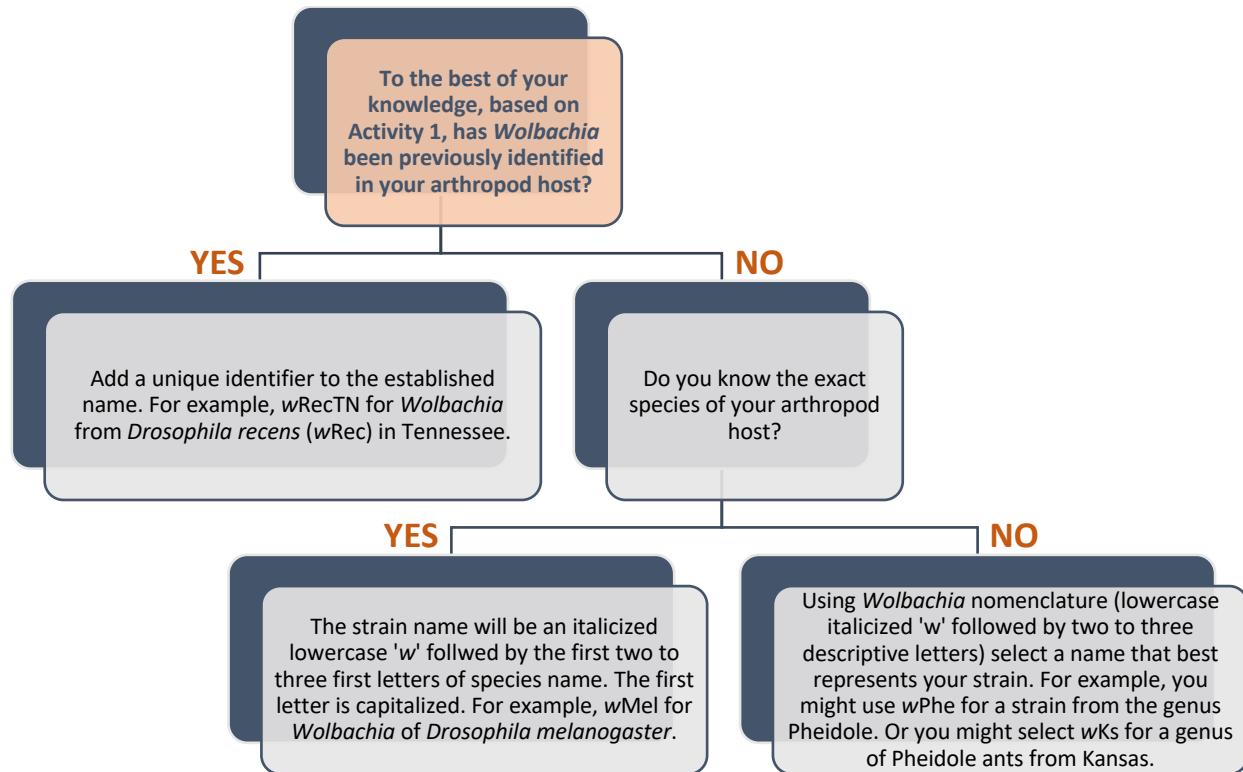 To the best of your
knowledge, based on
Activity 1, has Wolbachia
been previously identified
in your arthropod host?
YES
NO
Add a unique identifier to the established
name. For example, wRecTN for Wolbachia
from Drosophila recens (wRec) in Tennessee.
Do you know the exact
species of your arthropod
host?
YES
NO
The strain name will be an italicized
lowercase 'w' follwed by the first two to
three first letters of species name. The first
letter is capitalized. For example, wMel for
Wolbachia of Drosophila melanogaster.
Using Wolbachia nomenclature (lowercase
italicized 'w' followed by two to three
descriptive letters) select a name that best
represents your strain. For example, you
might use wPhe for a strain from the genus
Pheidole. Or you might select wKs for a genus
of Pheidole ants from Kansas.